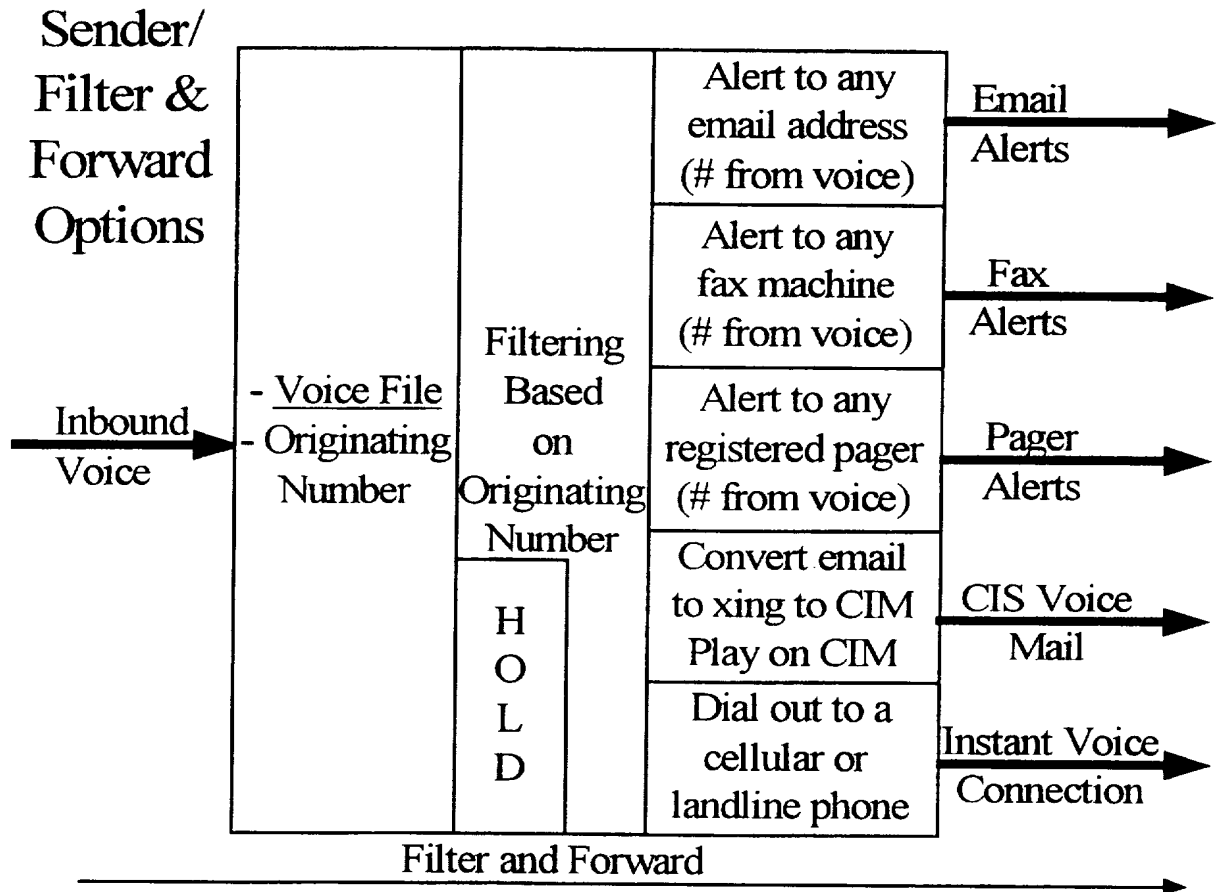 Sender/
Filter &
Forward
Options
Inbound
Voice
- Voice File
- Originating
Number
Filtering
Based
on
Originating
Number
H
O
L
D
Alert to any
email address
(# from voice)
Alert to any
fax machine
(# from voice)
Alert to any
registered pager
(# from voice)
Convert email
to xing to CIM
Play on CIM
Dial out to a
cellular or
landline phone
Email
Alerts
Fax
Alerts
Pager
Alerts
CIS Voice
Mail
Instant Voice
Connection
Filter and Forward